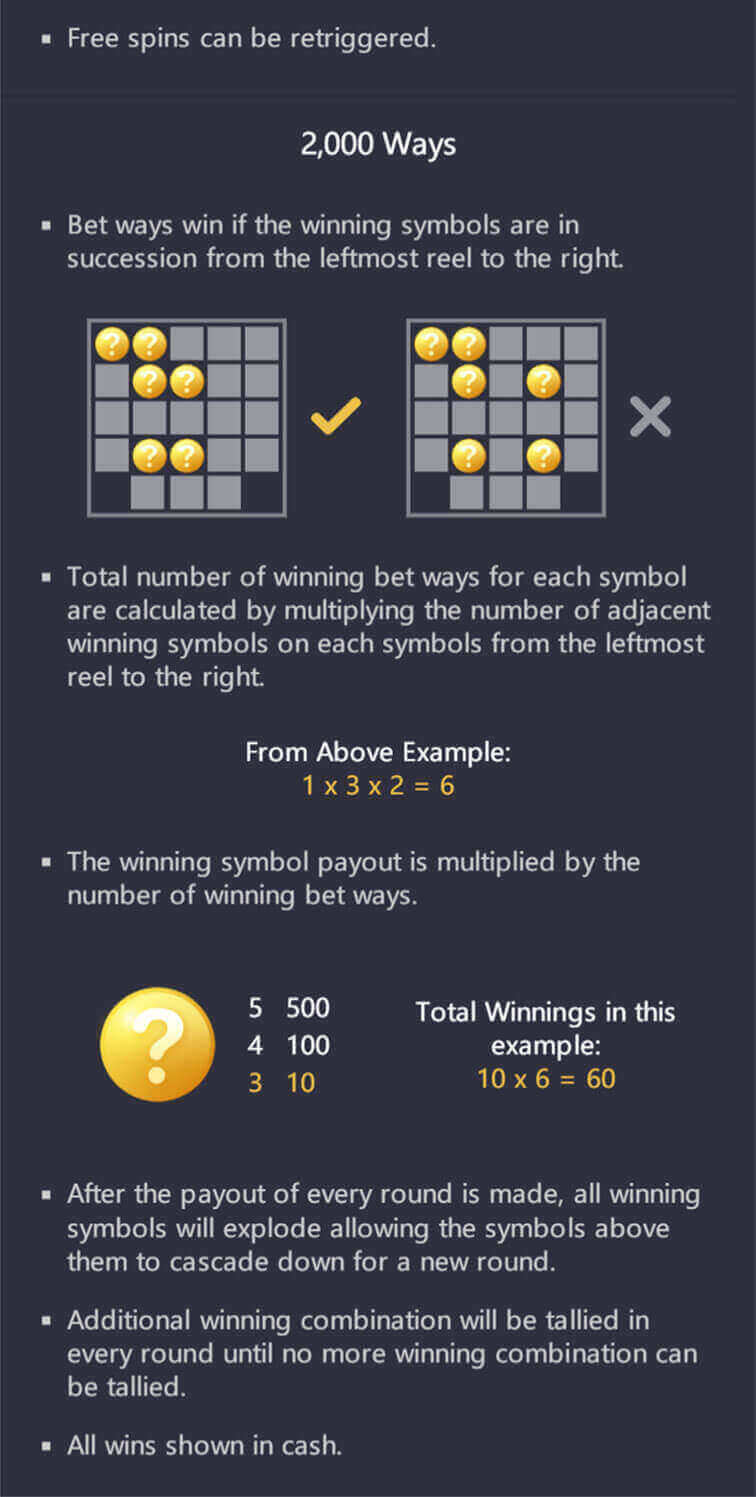 ▪ Free spins can be retriggered.
2,000 Ways
▪ Bet ways win if the winning symbols are in
succession from the leftmost reel to the right.
? ? ? ?
? ? ? ?
? ? ? ?
▪ Total number of winning bet ways for each symbol
are calculated by multiplying the number of adjacent
winning symbols on each symbols from the leftmost
reel to the right.
From Above Example:
1 x 3 x 2 = 6
▪ The winning symbol payout is multiplied by the
number of winning bet ways.
?
5 500
4 100
3 10
Total Winnings in this
example:
10 x 6 = 60
▪ After the payout of every round is made, all winning
symbols will explode allowing the symbols above
them to cascade down for a new round.
▪ Additional winning combination will be tallied in
every round until no more winning combination can
be tallied.
▪ All wins shown in cash.